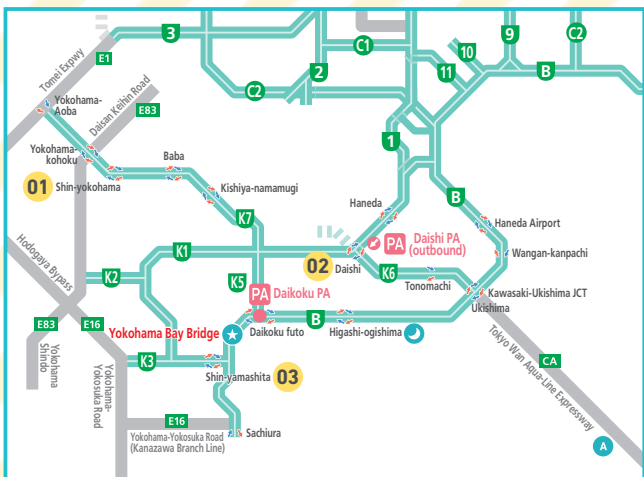 3
C1
2
C2
9
C2
10
11
B
1
E1
Tomei Expwy
Daisan Keihin Road
E83
Yokohama-
Aoba
Yokohama-
kohoku
01
Shin-yokohama
Baba
Kishiya-namamugi
K7
Haneda
B
Haneda Airport
Wangan-kanpachi
PA
Daishi PA
(outbound)
02
Daishi
K6
Tonomachi
Kawasaki-Ukishima JCT
Ukishima
Hodogaya Bypass
K1
K2
K5
PA
Daikoku PA
Yokohama Bay Bridge
Daikoku futo
B
Higashi-ogishima
Tokyo Wan Aqua-Line Expressway
CA
A
E83
E16
Yokohama
Shindo
Yokohama-
Yokosuka Road
K3
Shin-yamashita
03
E16
Yokohama-Yokosuka Road
(Kanazawa Branch Line)
Sachiura